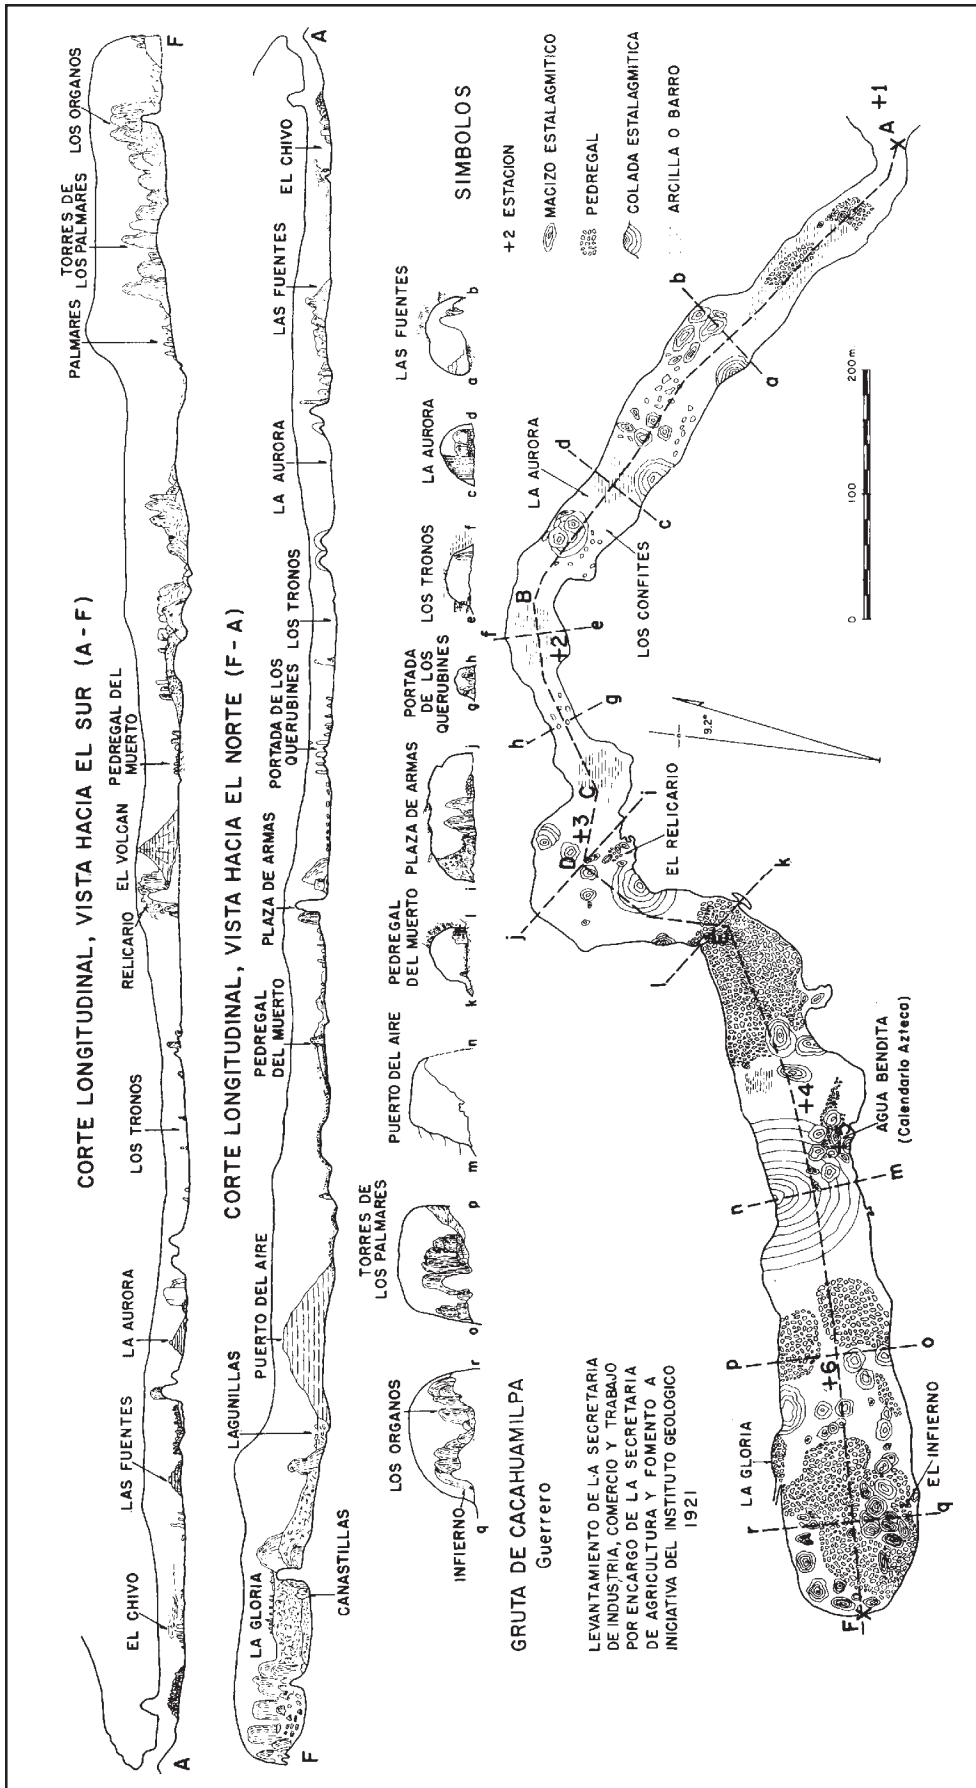 CORTE LONGITUDINAL, VISTA HACIA EL SUR (A - F)
A
EL CHIVO
LAS FUENTES
LA AURORA
LOS TRONOS
RELICARIO
EL VOLCAN
PEDREGAL DEL
MUERTO
PALMARES
TORRES DE
LOS PALMARES
LOS ORGANOS
F
CORTE LONGITUDINAL, VISTA HACIA EL NORTE (F - A)
F
LA GLORIA
CANASTILLAS
LAGUNILLAS
PUERTO DEL AIRE
PEDREGAL
DEL MUERTO
PLAZA DE ARMAS
PORTADA DE LOS
QUERUBINES
LOS TRONOS
LA AURORA
LAS FUENTES
EL CHIVO
A
LOS ORGANOS
INFIERNO
q
r
TORRES DE
LOS PALMARES
o
p
PUERTO DEL AIRE
m
n
PEDREGAL
DEL MUERTO
k
l
PLAZA DE ARMAS
i
j
PORTADA
DE LOS
QUERUBINES
g
h
LOS TRONOS
e
f
LA AURORA
c
d
LAS FUENTES
a
b
SIMBOLOS
+2 ESTACION
MACIZO ESTALAGMITICO
PEDREGAL
COLADA ESTALAGMITICA
ARCILLA O BARRO
GRUTA DE CACAHUAMILPA
Guerrero
LEVANTAMIENTO DE LA SECRETARIA
DE INDUSTRIA, COMERCIO Y TRABAJO
POR ENCARGO DE LA SECRETARIA
DE AGRICULTURA Y FOMENTO A
INICIATIVA DEL INSTITUTO GEOLOGICO
1921
F
r
LA GLORIA
q
EL INFIERNO
p
+6
o
n
m
+5
AGUA BENDITA
(Calendario Azteca)
+4
l
E
k
j
D
+3
i
EL RELICARIO
C
h
g
f
B
+2
e
LOS CONFITES
LA AURORA
d
c
b
a
A
+1
9.2°
0
100
200 m